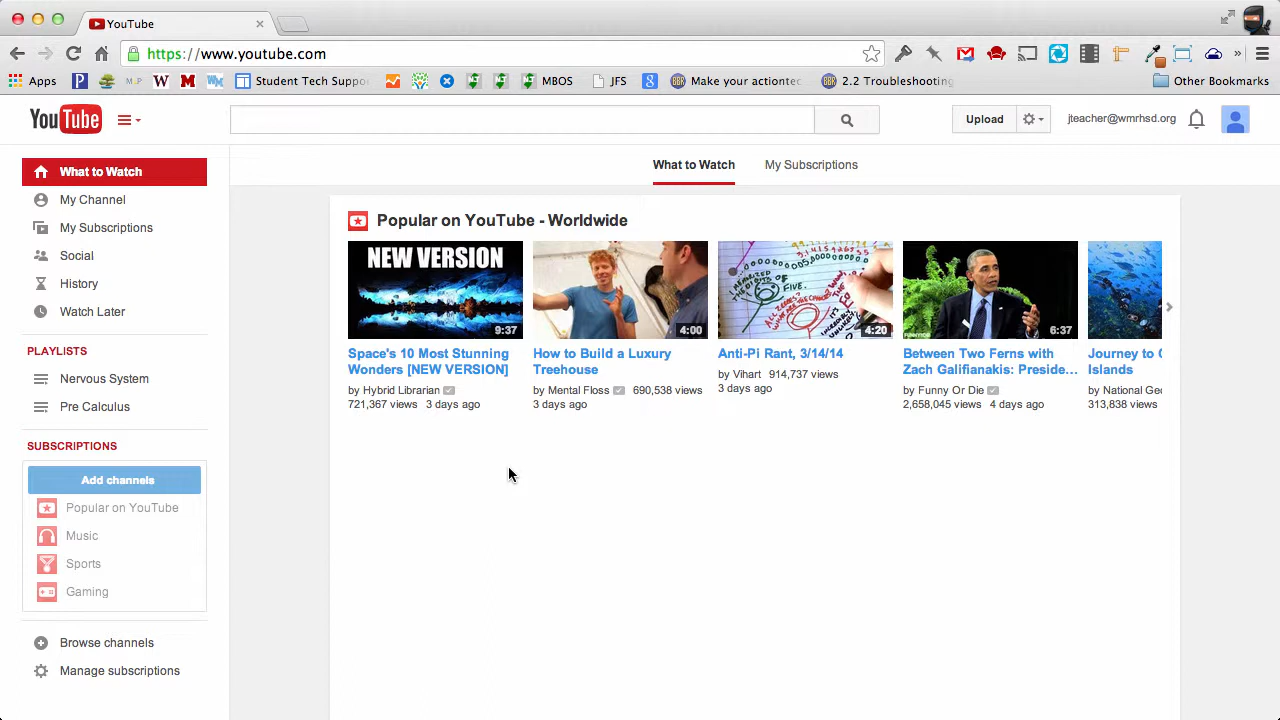 YouTube
https://www.youtube.com
Apps
Student Tech Suppo
MBOS
JFS
Make your actiontec
2.2 Troubleshooting
Other Bookmarks
YouTube
Upload
jteacher@wmrhsd.org
What to Watch
My Channel
My Subscriptions
Social
History
Watch Later
PLAYLISTS
Nervous System
Pre Calculus
SUBSCRIPTIONS
Add channels
Popular on YouTube
Music
Sports
Gaming
Browse channels
Manage subscriptions
What to Watch My Subscriptions
Popular on YouTube - Worldwide
NEW VERSION
9:37
Space's 10 Most Stunning
Wonders [NEW VERSION]
by Hybrid Librarian
721,367 views 3 days ago
4:00
How to Build a Luxury
Treehouse
by Mental Floss 690,538 views
3 days ago
4:20
Anti-Pi Rant, 3/14/14
by Vihart 914,737 views
3 days ago
6:37
Between Two Ferns with
Zach Galifianakis: Preside...
by Funny Or Die
2,658,045 views 4 days ago
Journey to
Islands
by National Geo
313,838 views